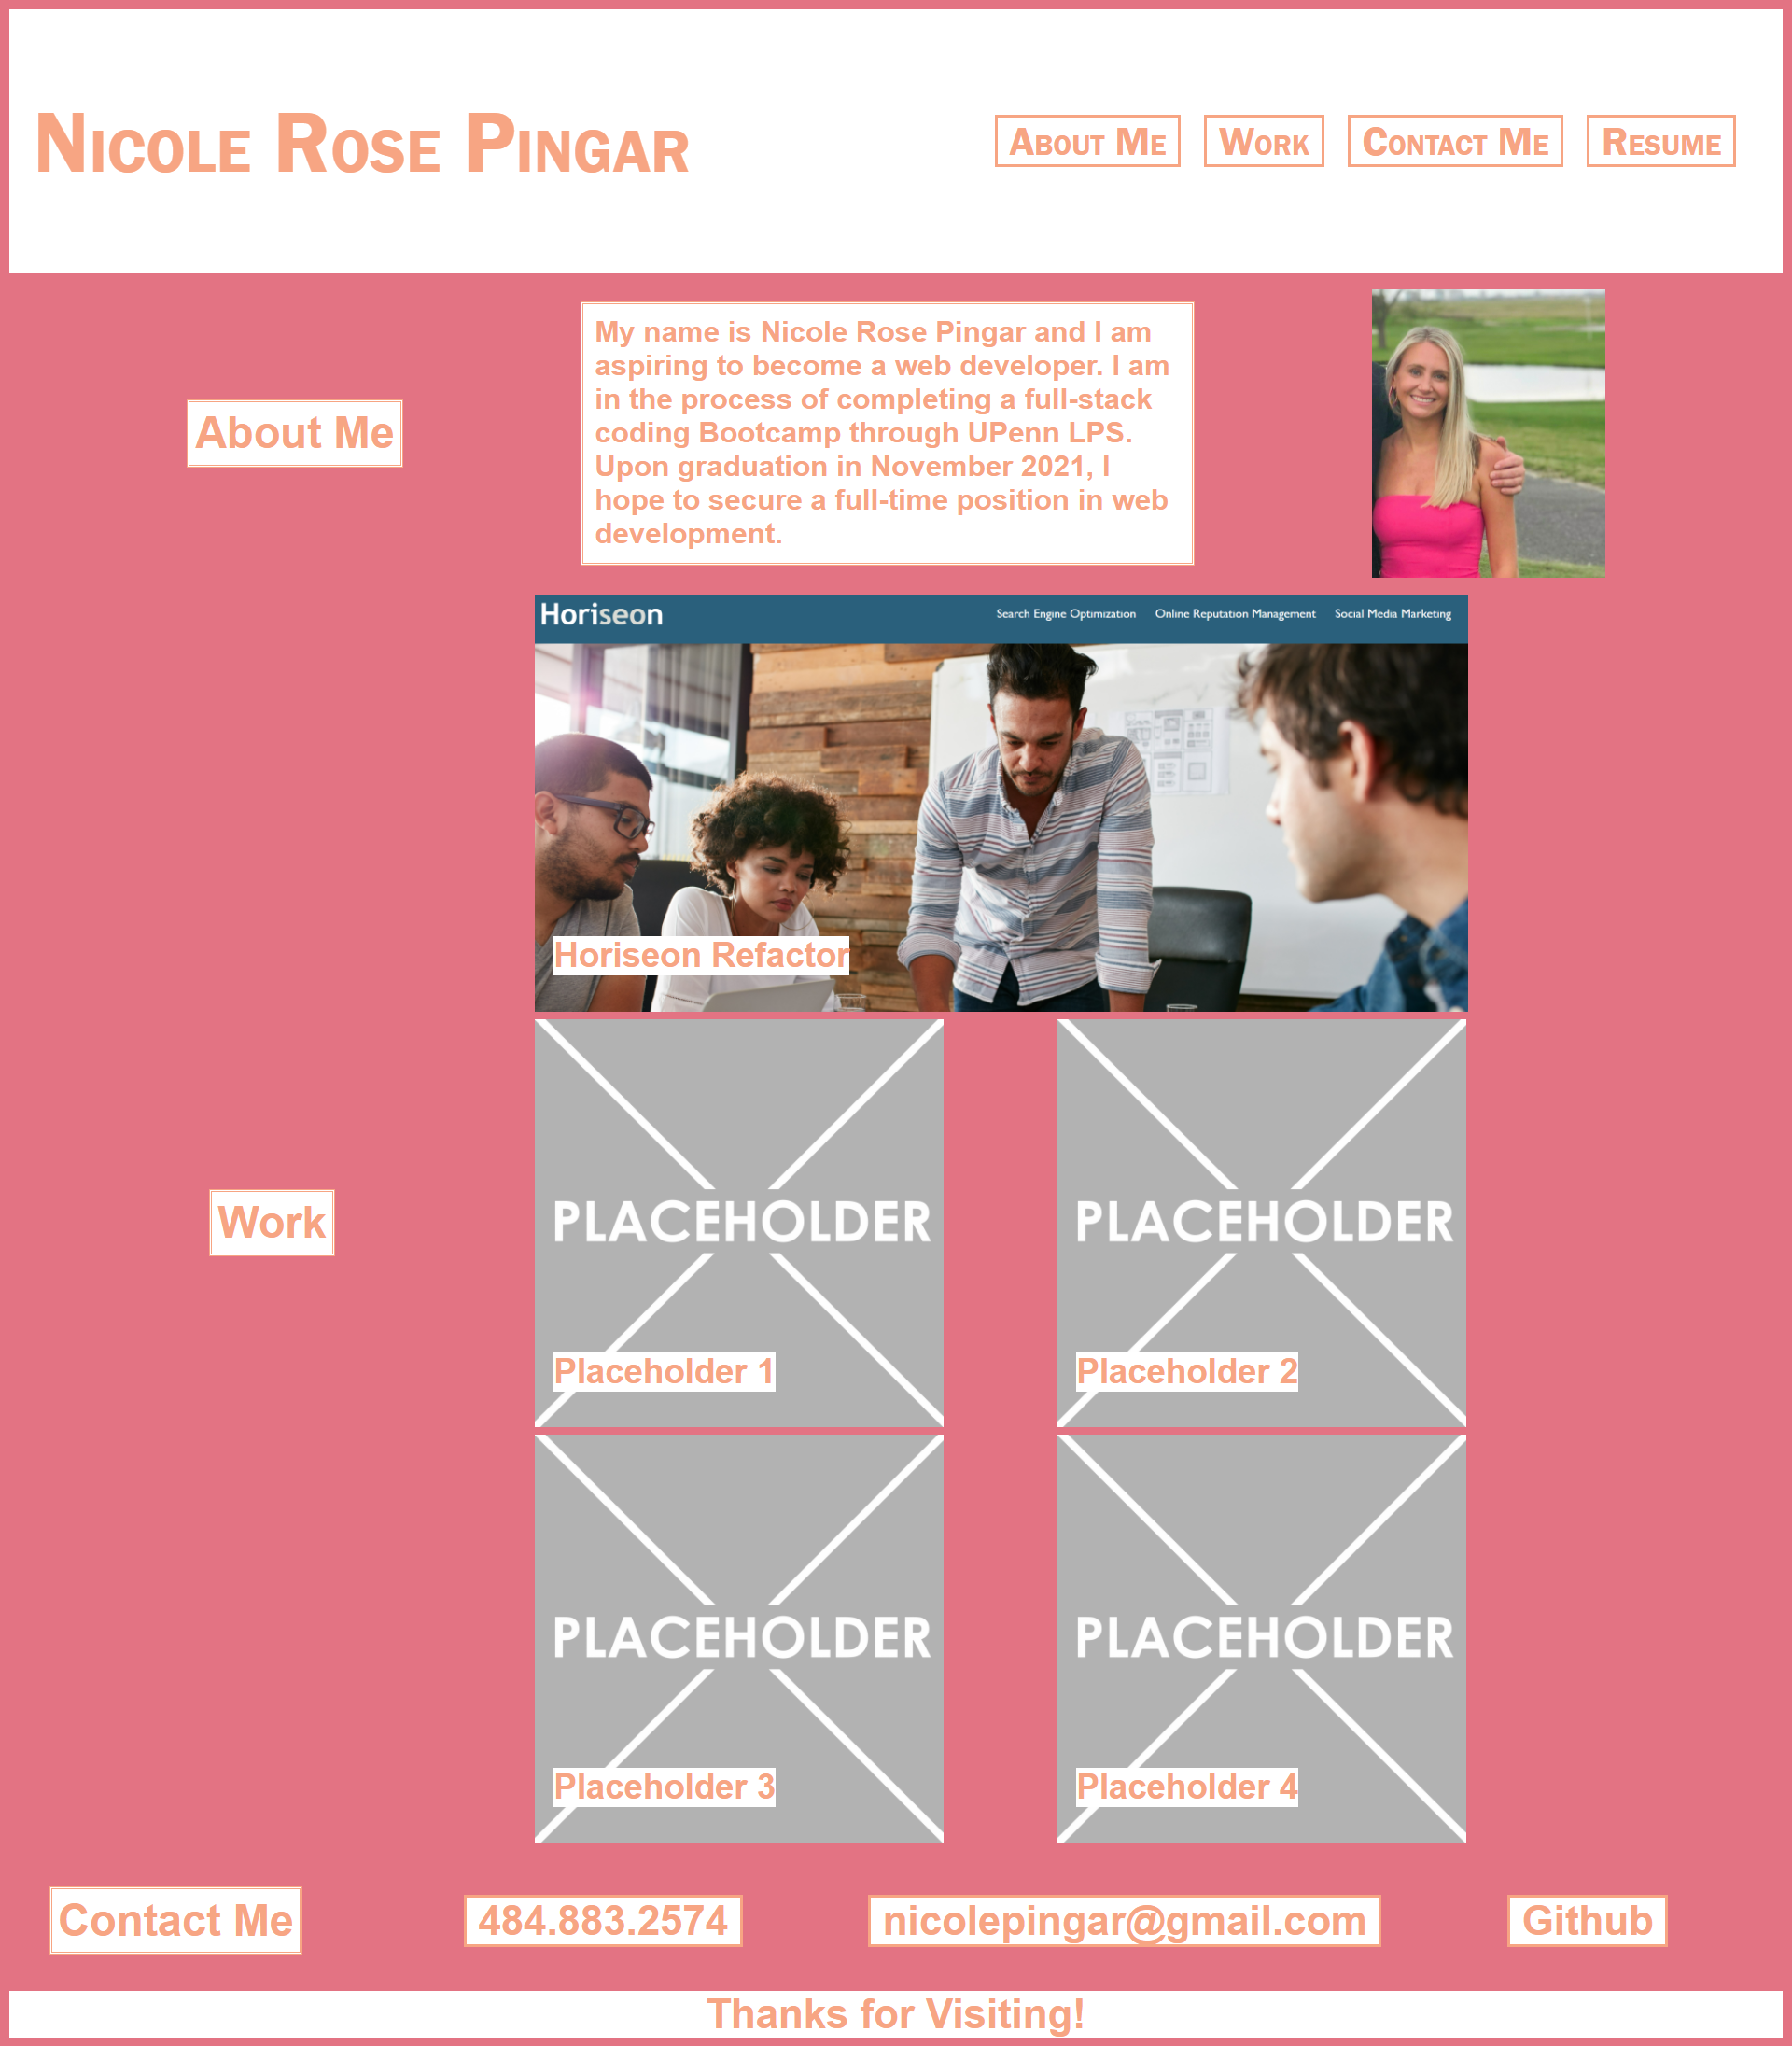 Nicole Rose Pingar
About Me
Work
Contact Me
Resume
About Me
My name is Nicole Rose Pingar and I am
aspiring to become a web developer. I am
in the process of completing a full-stack
coding Bootcamp through UPenn LPS.
Upon graduation in November 2021, I
hope to secure a full-time position in web
development.
Horiseon
Search Engine Optimization
Online Reputation Management
Social Media Marketing
Horiseon Refactor
Work
PLACEHOLDER
Placeholder 1
PLACEHOLDER
Placeholder 2
PLACEHOLDER
Placeholder 3
PLACEHOLDER
Placeholder 4
Contact Me
484.883.2574
nicolepingar@gmail.com
Github
Thanks for Visiting!